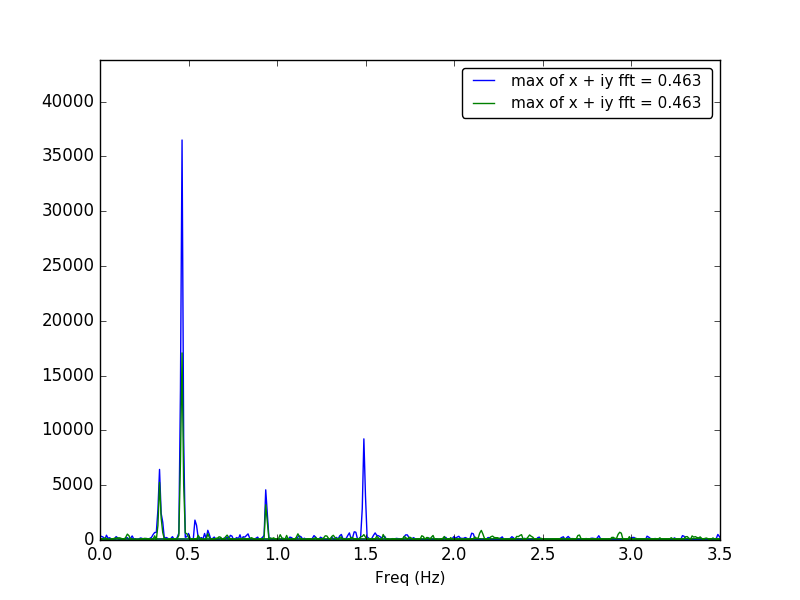 max of x + iy fft = 0.463
max of x + iy fft = 0.463
40000
35000
30000
25000
20000
15000
10000
5000
0
0.0 0.5 1.0 1.5 2.0 2.5 3.0 3.5
Freq (Hz)